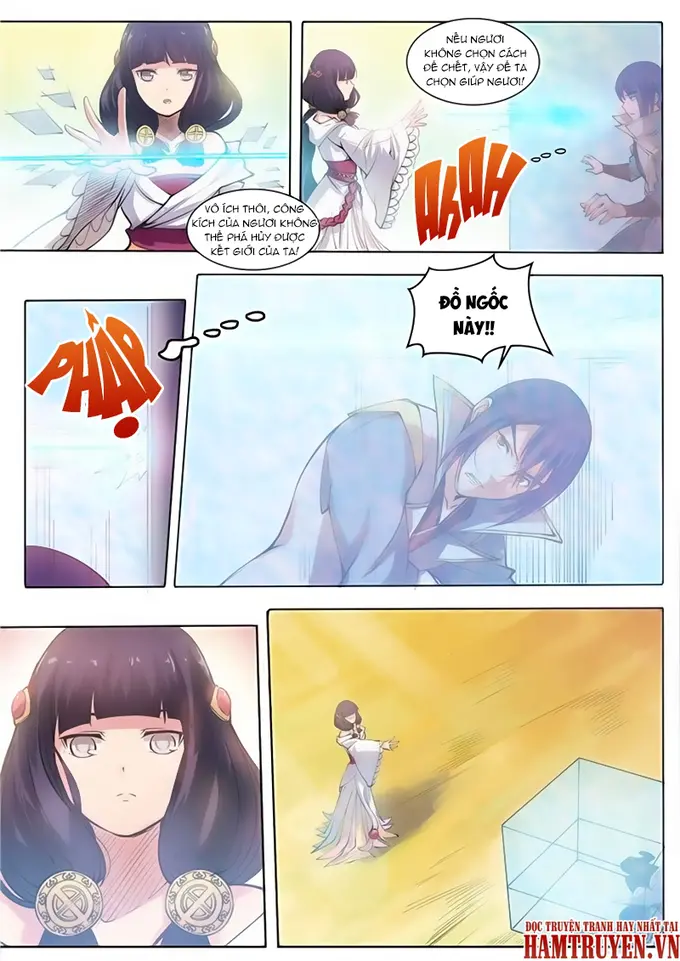 NẾU NGƯƠI
KHÔNG CHỌN CÁCH
ĐỂ CHẾT, VẬY ĐỂ TA
CHỌN GIÚP NGƯƠI!
AKAH
VÔ ÍCH THÔI, CÔNG
KÍCH CỦA NGƯƠI KHÔNG
THỂ PHÁ HỦY ĐƯỢC
KẾT GIỚI CỦA TA!
ĐỒ NGỐC
NÀY!!
PHẬP
ĐỌC TRUYỆN TRANH HAY NHẤT TẠI
HAMTRUYEN.VN